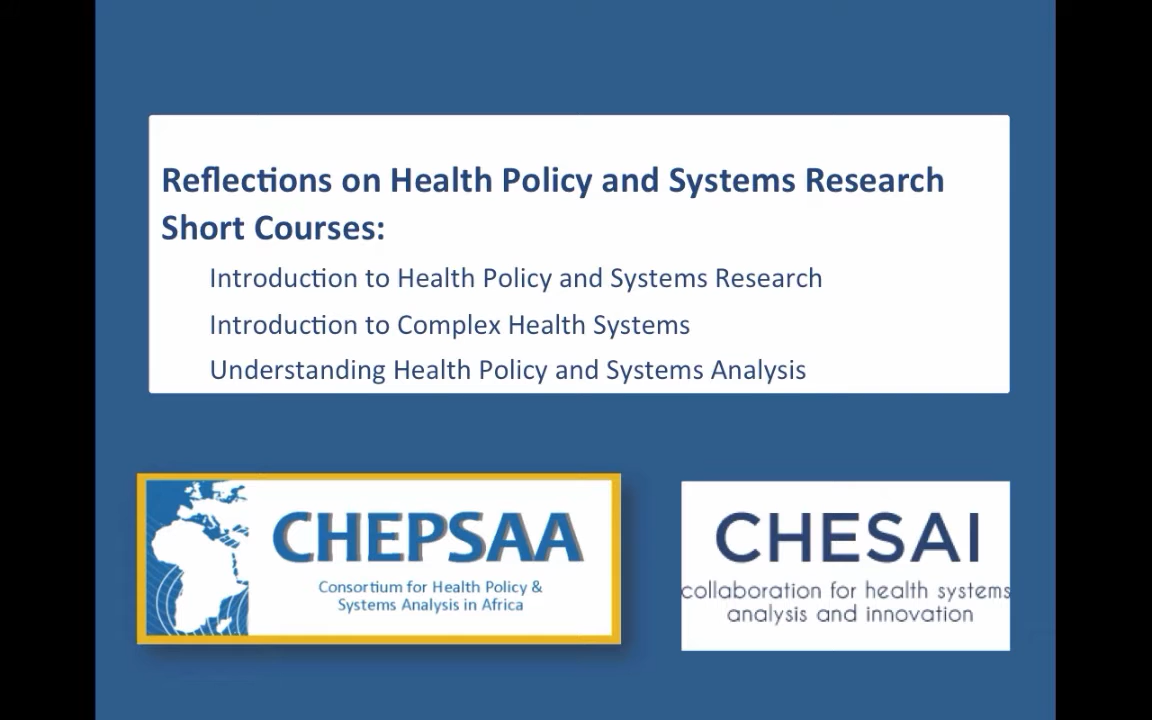 Reflections on Health Policy and Systems Research
Short Courses:
Introduction to Health Policy and Systems Research
Introduction to Complex Health Systems
Understanding Health Policy and Systems Analysis
CHEPSAA
Consortium for Health Policy &
Systems Analysis in Africa
CHESAI
collaboration for health systems
analysis and innovation